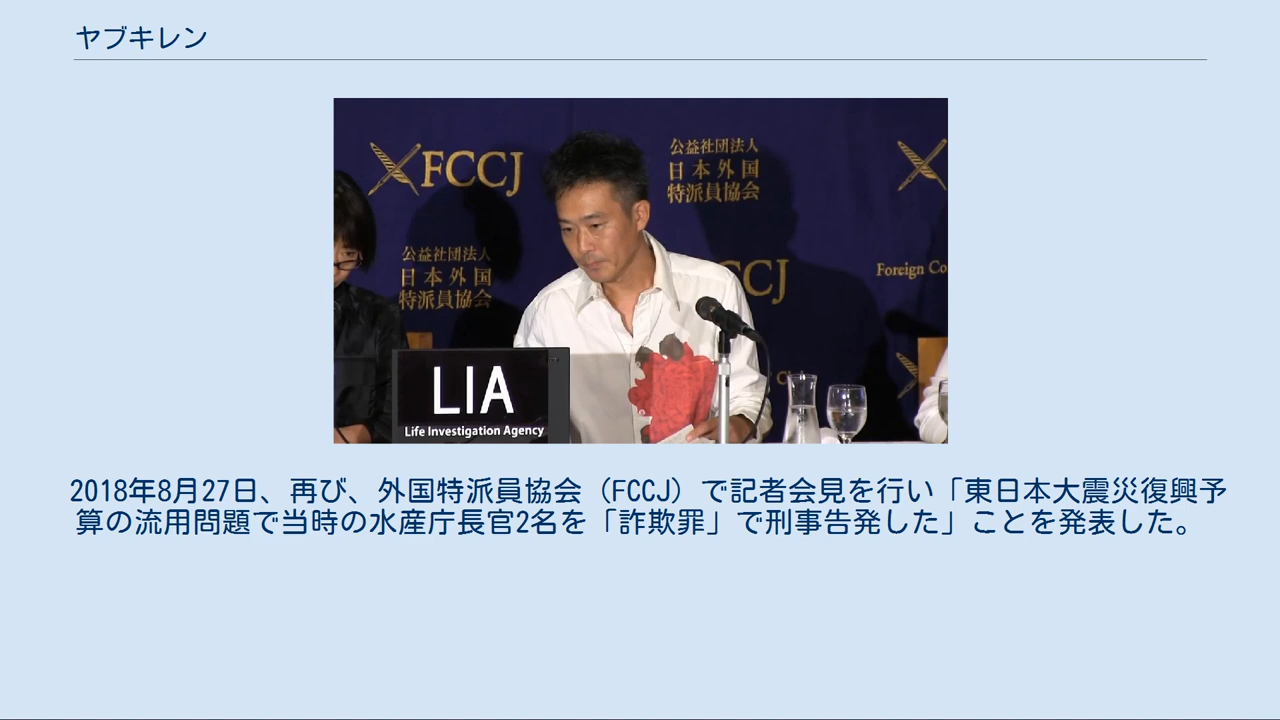 ヤブキレン
FCCJ
公益社団法人
日本外国
特派員協会
公益社団法人
日本外国
特派員協会
CCJ
Foreign Co
LIA
Life Investigation Agency
2018年8月27日、再び、外国特派員協会（FCCJ）で記者会見を行い「東日本大震災復興予
算の流用問題で当時の水産庁長官2名を「詐欺罪」で刑事告発した」ことを発表した。